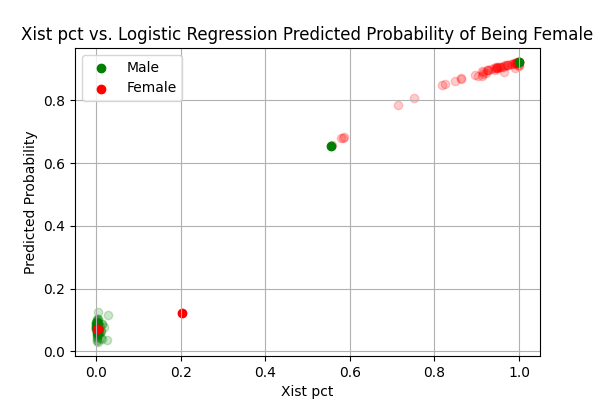 Xist pct vs. Logistic Regression Predicted Probability of Being Female
Male
Female
Predicted Probability
0.8
0.6
0.4
0.2
0.0
0.0 0.2 0.4 0.6 0.8 1.0
Xist pct